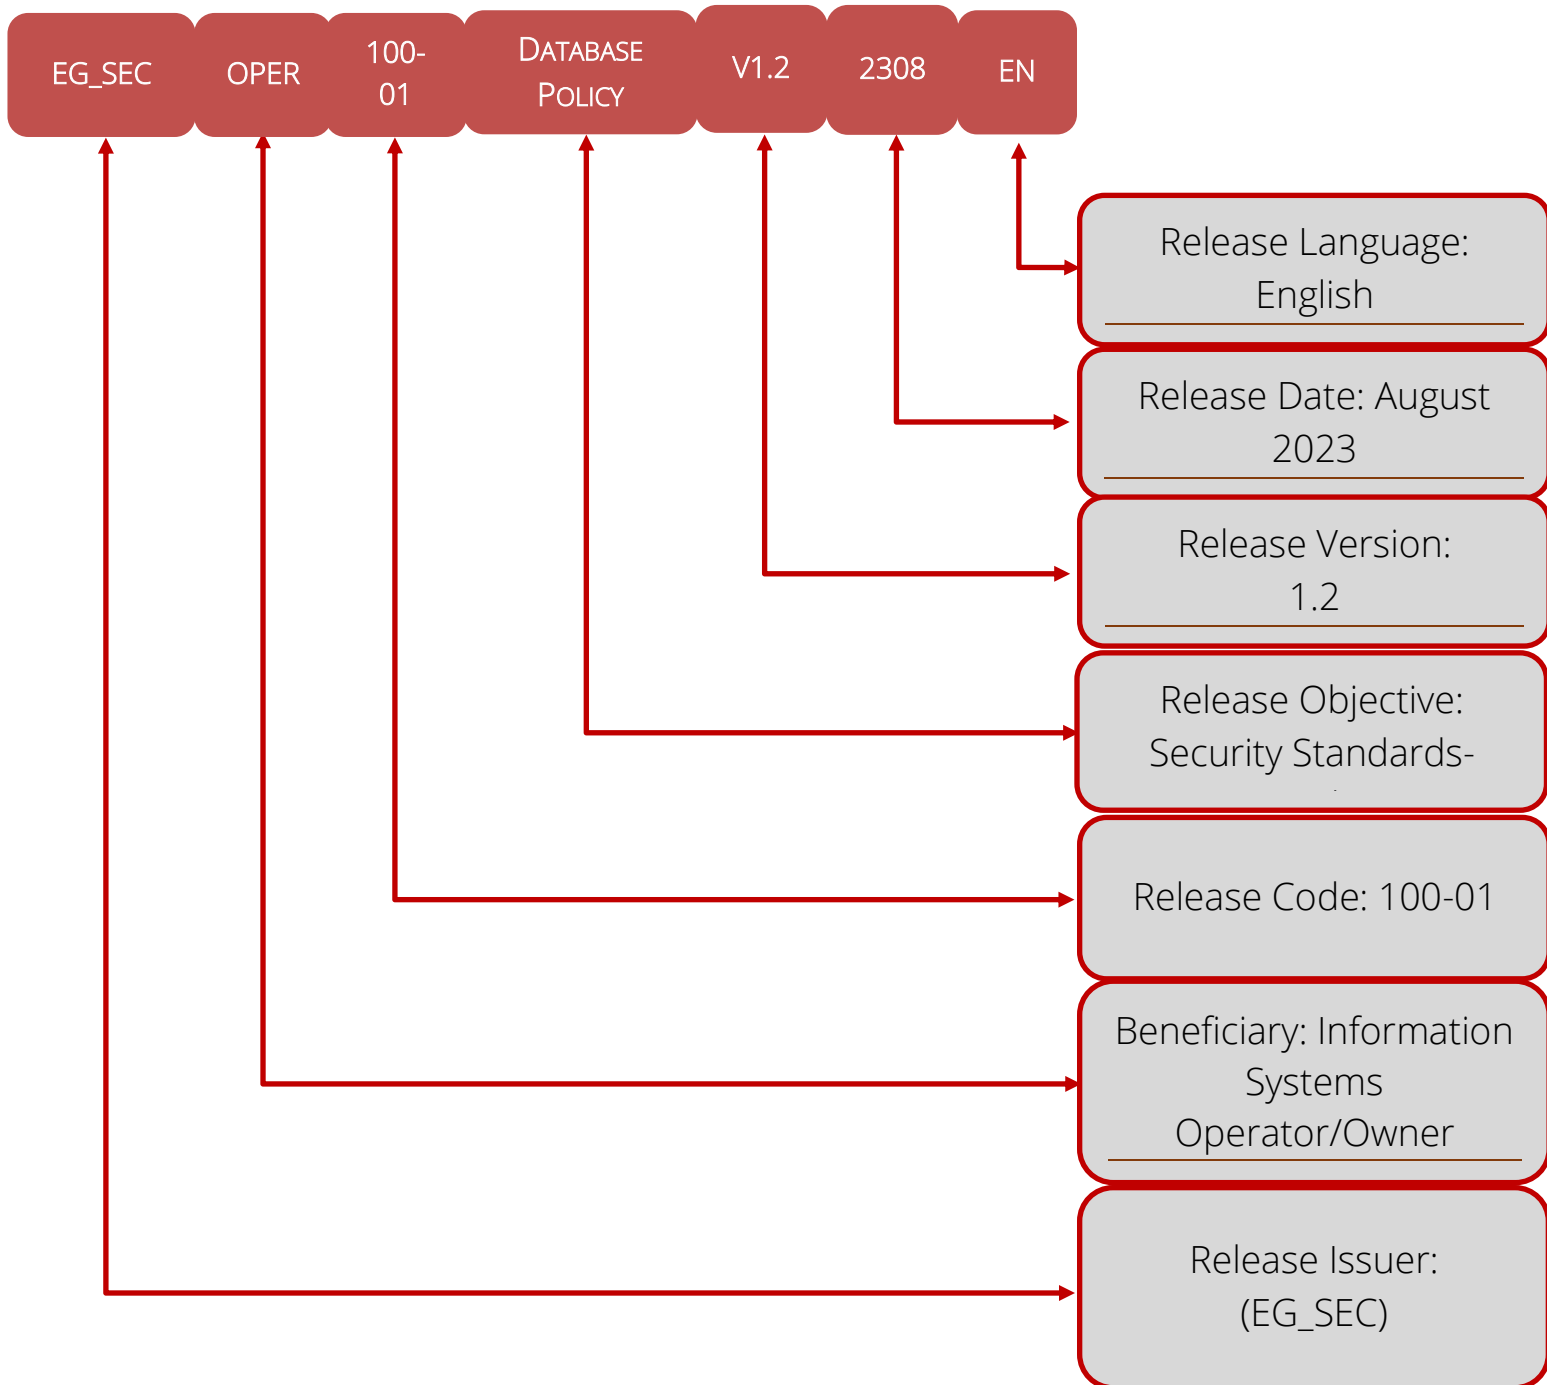 EG_SEC
OPER
100-
01
DATABASE
POLICY
V1.2
2308
EN
Release Language:
English
Release Date: August
2023
Release Version:
1.2
Release Objective:
Security Standards-
Release Code: 100-01
Beneficiary: Information
Systems
Operator/Owner
Release Issuer:
(EG_SEC)